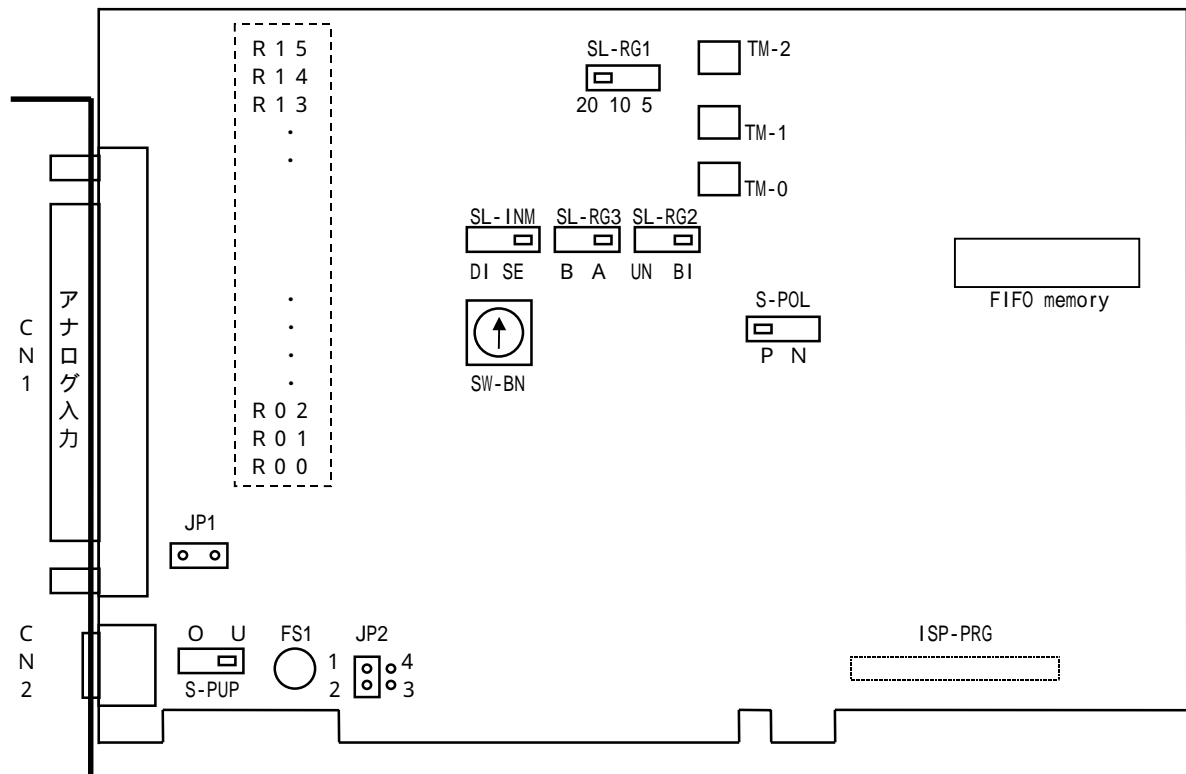 R15
R14
R13
・
・
・
・
・
・
R02
R01
R00
SL-RG1
20 10 5
TM-2
TM-1
TM-0
SL-INM SL-RG3 SL-RG2
DI SE B A UN BI
SW-BN
S-POL
P N
FIFO memory
CN1
アナログ入力
JP1
CN2
O U
S-PUP
FS1
JP2
1 4
2 3
ISP-PRG